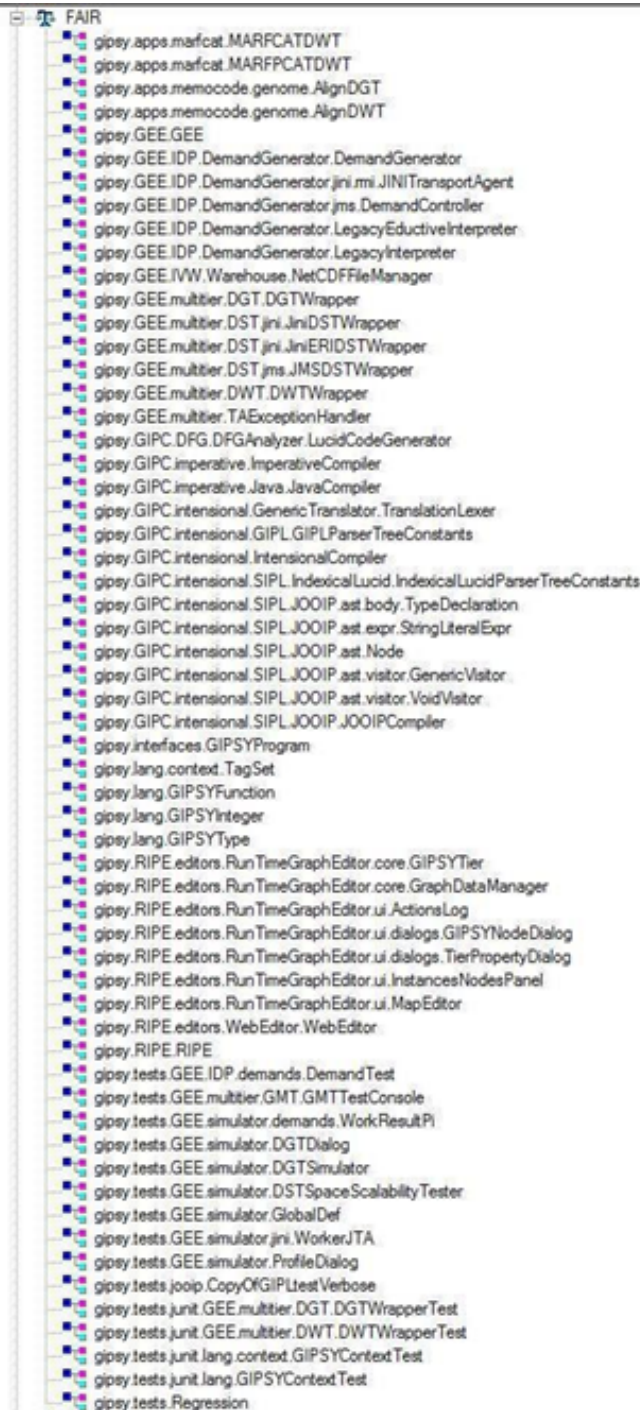 FAIR
gipsy.apps.marfcat.MARFCATDWT
gipsy.apps.marfcat.MARFPCATDWT
gipsy.apps.memocode.genome.AlignDGT
gipsy.apps.memocode.genome.AlignDWT
gipsy.GEE.GEE
gipsy.GEE.IDP.DemandGenerator.DemandGenerator
gipsy.GEE.IDP.DemandGenerator.jini.rmi.JINITransportAgent
gipsy.GEE.IDP.DemandGenerator.jms.DemandController
gipsy.GEE.IDP.DemandGenerator.LegacyEductiveInterpreter
gipsy.GEE.IDP.DemandGenerator.LegacyInterpreter
gipsy.GEE.IVW.Warehouse.NetCDFFileManager
gipsy.GEE.multitier.DGT.DGTWrapper
gipsy.GEE.multitier.DST.jini.JiniDSTWrapper
gipsy.GEE.multitier.DST.jini.JiniERIDSTWrapper
gipsy.GEE.multitier.DST.jms.JMSDSTWrapper
gipsy.GEE.multitier.DWT.DWTWrapper
gipsy.GEE.multitier.TAExceptionHandler
gipsy.GIPC.DFG.DFGAnalyzer.LucidCodeGenerator
gipsy.GIPC.imperative.ImperativeCompiler
gipsy.GIPC.imperative.Java.JavaCompiler
gipsy.GIPC.intensional.GenericTranslator.TranslationLexer
gipsy.GIPC.intensional.GIPL.GIPLParserTreeConstants
gipsy.GIPC.intensional.IntensionalCompiler
gipsy.GIPC.intensional.SIPL.IndexicalLucid.IndexicalLucidParserTreeConstants
gipsy.GIPC.intensional.SIPL.JOOIP.ast.body.TypeDeclaration
gipsy.GIPC.intensional.SIPL.JOOIP.ast.expr.StringLiteralExpr
gipsy.GIPC.intensional.SIPL.JOOIP.ast.Node
gipsy.GIPC.intensional.SIPL.JOOIP.ast.visitor.GenericVisitor
gipsy.GIPC.intensional.SIPL.JOOIP.ast.visitor.VoidVisitor
gipsy.GIPC.intensional.SIPL.JOOIP.JOOIPCompiler
gipsy.interfaces.GIPSYProgram
gipsy.lang.context.TagSet
gipsy.lang.GIPSYFunction
gipsy.lang.GIPSYInteger
gipsy.lang.GIPSYType
gipsy.RIPE.editors.RunTimeGraphEditor.core.GIPSYTier
gipsy.RIPE.editors.RunTimeGraphEditor.core.GraphDataManager
gipsy.RIPE.editors.RunTimeGraphEditor.ui.ActionsLog
gipsy.RIPE.editors.RunTimeGraphEditor.ui.dialogs.GIPSYNodeDialog
gipsy.RIPE.editors.RunTimeGraphEditor.ui.dialogs.TierPropertyDialog
gipsy.RIPE.editors.RunTimeGraphEditor.ui.InstancesNodesPanel
gipsy.RIPE.editors.RunTimeGraphEditor.ui.MapEditor
gipsy.RIPE.editors.WebEditor.WebEditor
gipsy.RIPE.RIPE
gipsy.tests.GEE.IDP.demands.DemandTest
gipsy.tests.GEE.multitier.GMT.GMTTestConsole
gipsy.tests.GEE.simulator.demands.WorkResultPi
gipsy.tests.GEE.simulator.DGTDialog
gipsy.tests.GEE.simulator.DGTSimulator
gipsy.tests.GEE.simulator.DSTSpaceScalabilityTester
gipsy.tests.GEE.simulator.GlobalDef
gipsy.tests.GEE.simulator.jini.WorkerJTA
gipsy.tests.GEE.simulator.ProfileDialog
gipsy.tests.jooip.CopyOfGIPLtestVerbose
gipsy.tests.junit.GEE.multitier.DGT.DGTWrapperTest
gipsy.tests.junit.GEE.multitier.DWT.DWTWrapperTest
gipsy.tests.junit.lang.context.GIPSYContextTest
gipsy.tests.junit.lang.GIPSYContextTest
gipsy.tests.Regression